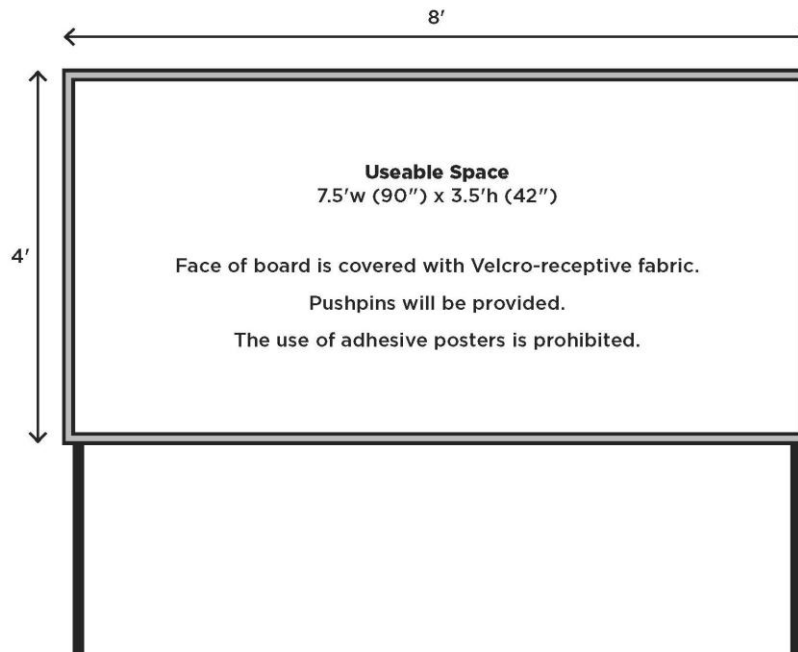 8'
4'
Useable Space
7.5'w (90") x 3.5'h (42")
Face of board is covered with Velcro-receptive fabric.
Pushpins will be provided.
The use of adhesive posters is prohibited.